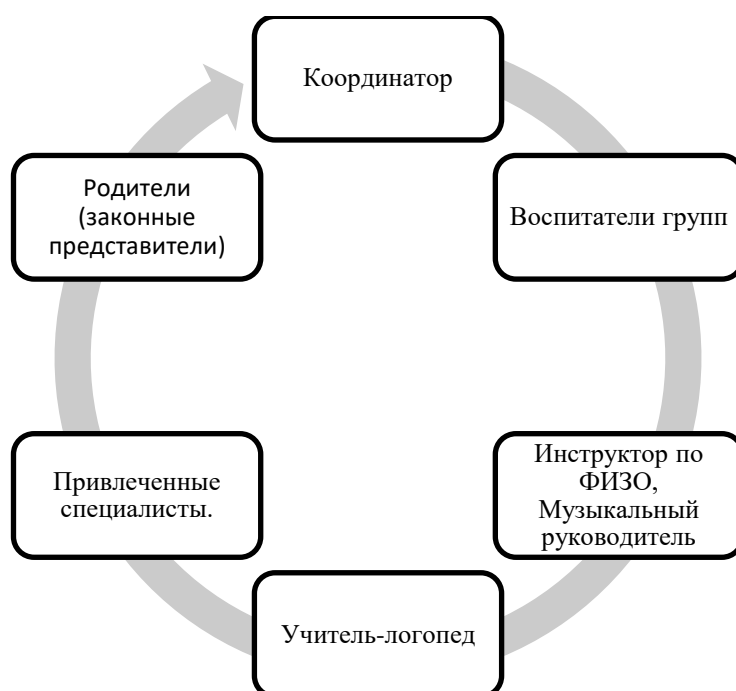 Координатор
Воспитатели групп
Инструктор по
ФИЗО,
Музыкальный
руководитель
Учитель-логопед
Привлеченные
специалисты.
Родители
(законные
представители)